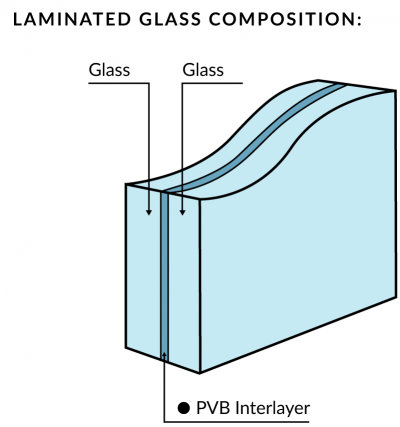 LAMINATED GLASS COMPOSITION:
Glass Glass
● PVB Interlayer